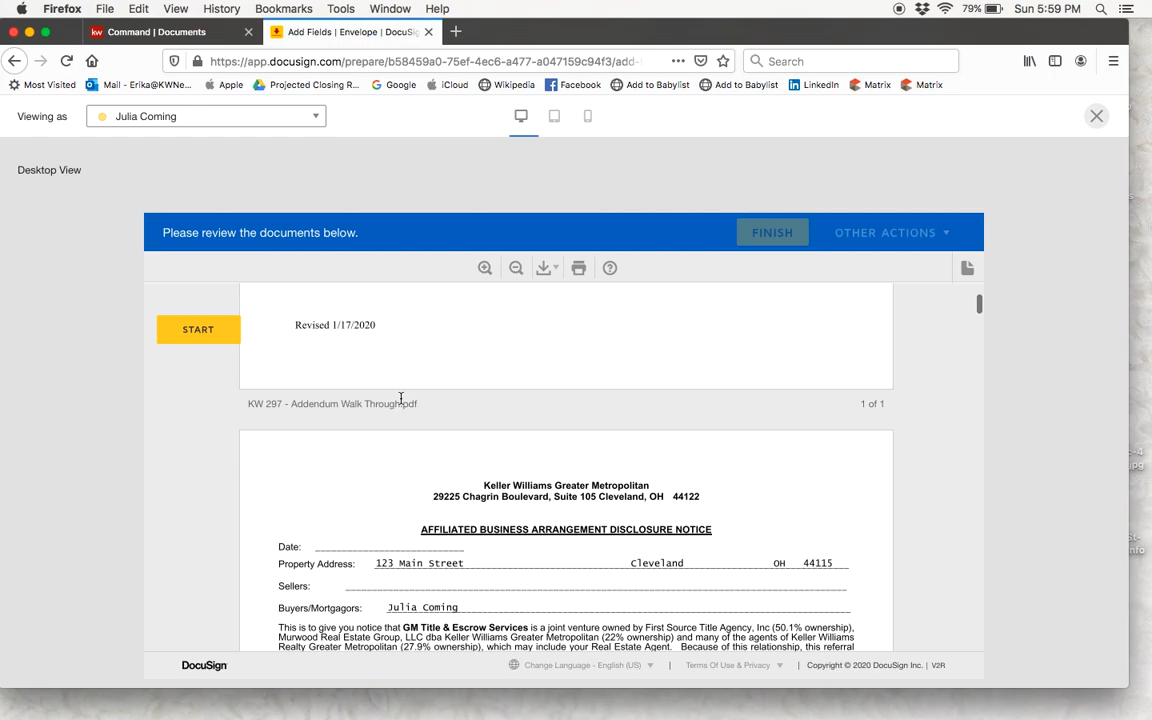 Firefox File Edit View History Bookmarks Tools Window Help 79% Sun 5:59 PM
kw Command | Documents
Add Fields | Envelope | DocuSig
https://app.docusign.com/prepare/b58459a0-75ef-4ec6-a477-a047159c94f3/add-
Search
Most Visited Mail - Erika@KWNe... Apple Projected Closing R... Google iCloud Wikipedia Facebook Add to Babylist Add to Babylist LinkedIn Matrix Matrix
Viewing as Julia Coming
Desktop View
Please review the documents below. FINISH OTHER ACTIONS
START
Revised 1/17/2020
KW 297 - Addendum Walk Through.pdf 1 of 1
Keller Williams Greater Metropolitan
29225 Chagrin Boulevard, Suite 105 Cleveland, OH 44122
AFFILIATED BUSINESS ARRANGEMENT DISCLOSURE NOTICE
Date:
Property Address: 123 Main Street Cleveland OH 44115
Sellers:
Buyers/Mortgagors: Julia Coming
This is to give you notice that GM Title & Escrow Services is a joint venture owned by First Source Title Agency, Inc (50.1% ownership),
Murwood Real Estate Group, LLC dba Keller Williams Greater Metropolitan (22% ownership) and many of the agents of Keller Williams
Realty Greater Metropolitan (27.9% ownership), which may include your Real Estate Agent. Because of this relationship, this referral
DocuSign Change Language - English (US) | Terms Of Use & Privacy | Copyright © 2020 DocuSign Inc. | V2R